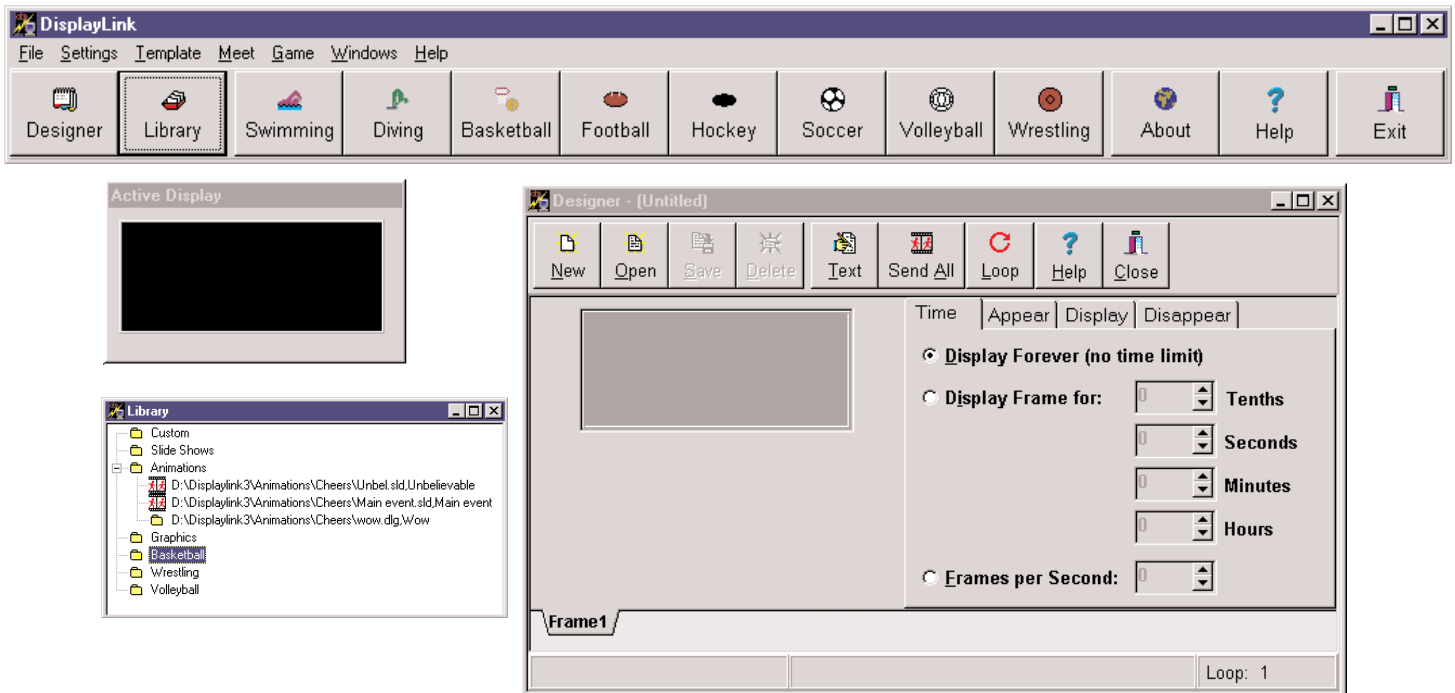 DisplayLink
File Settings Template Meet Game Windows Help
Designer Library Swimming Diving Basketball Football Hockey Soccer Volleyball Wrestling About Help Exit
Active Display
Library
Custom
Slide Shows
Animations
D:\Displaylink3\Animations\Cheers\Unbel.sld,Unbelievable
D:\Displaylink3\Animations\Cheers\Main event.sld,Main event
D:\Displaylink3\Animations\Cheers\wow.dlg,Wow
Graphics
Basketball
Wrestling
Volleyball
Designer - (Untitled)
New Open Save Delete Text Send All Loop Help Close
Time Appear Display Disappear
Display Forever (no time limit)
Display Frame for: 0 Tenths
0 Seconds
0 Minutes
0 Hours
Frames per Second: 0
Frame1
Loop: 1